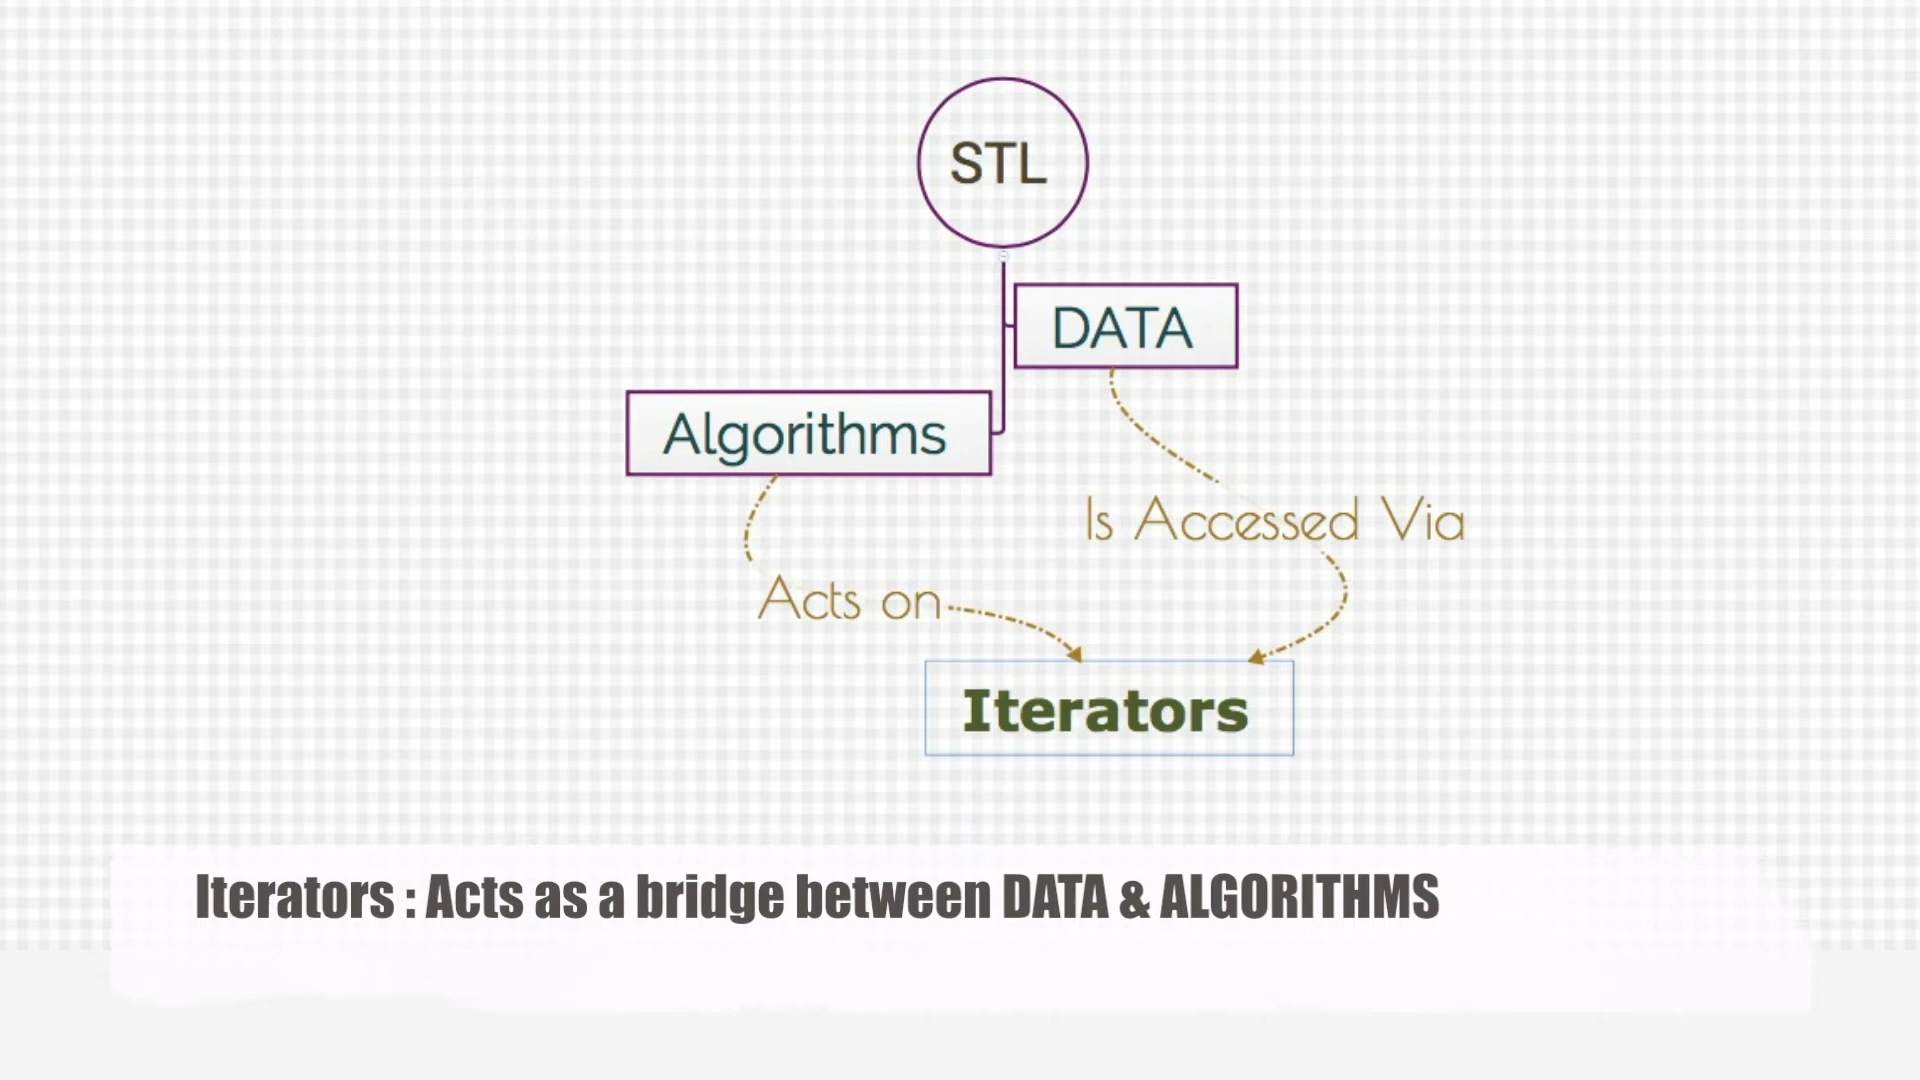 STL
DATA
Algorithms
Is Accessed Via
Acts on
Iterators
Iterators : Acts as a bridge between DATA & ALGORITHMS